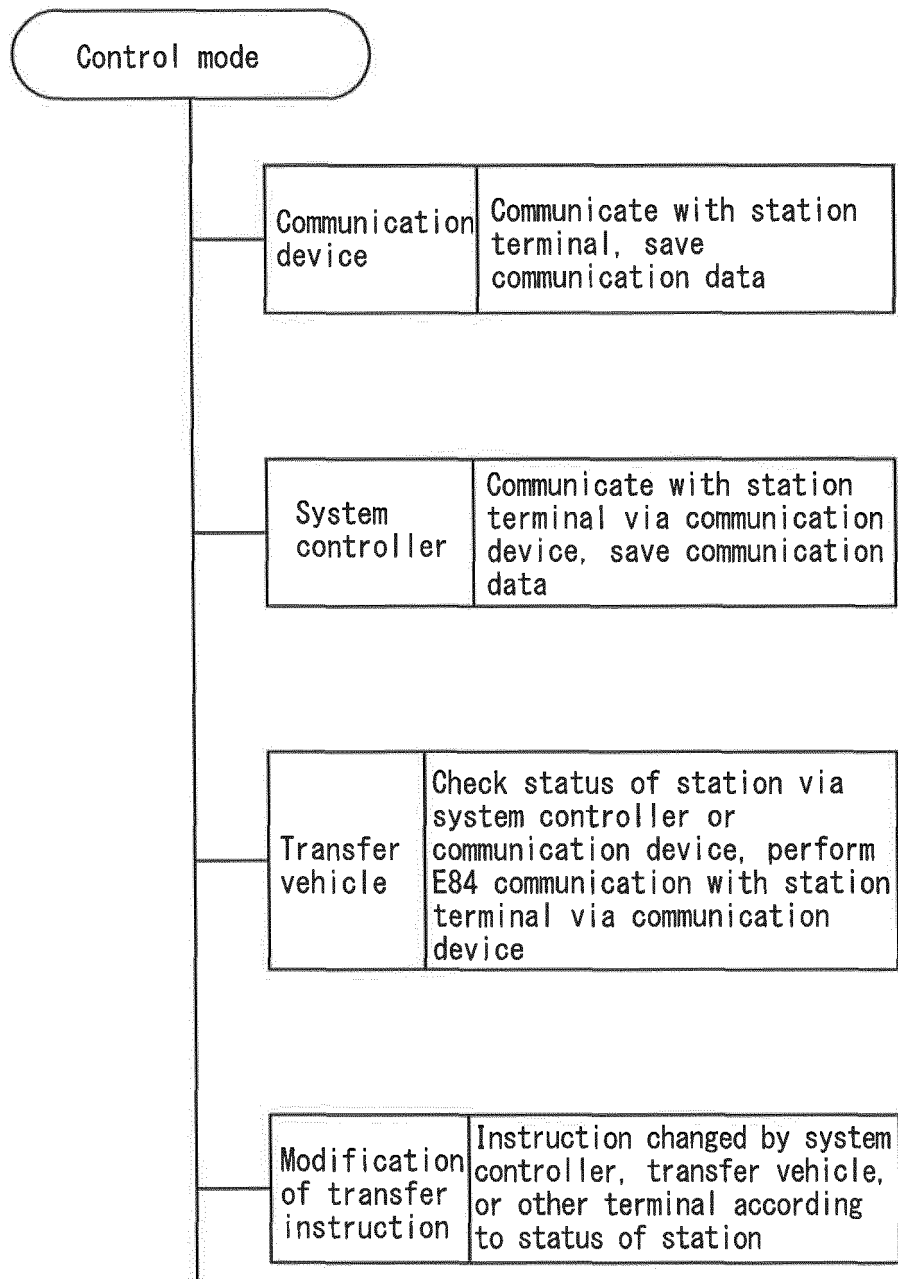 Control mode
Communication
device
Communicate with station
terminal, save
communication data
System
controller
Communicate with station
terminal via communication
device, save communication
data
Transfer
vehicle
Check status of station via
system controller or
communication device, perform
E84 communication with station
terminal via communication
device
Modification
of transfer
instruction
Instruction changed by system
controller, transfer vehicle,
or other terminal according
to status of station